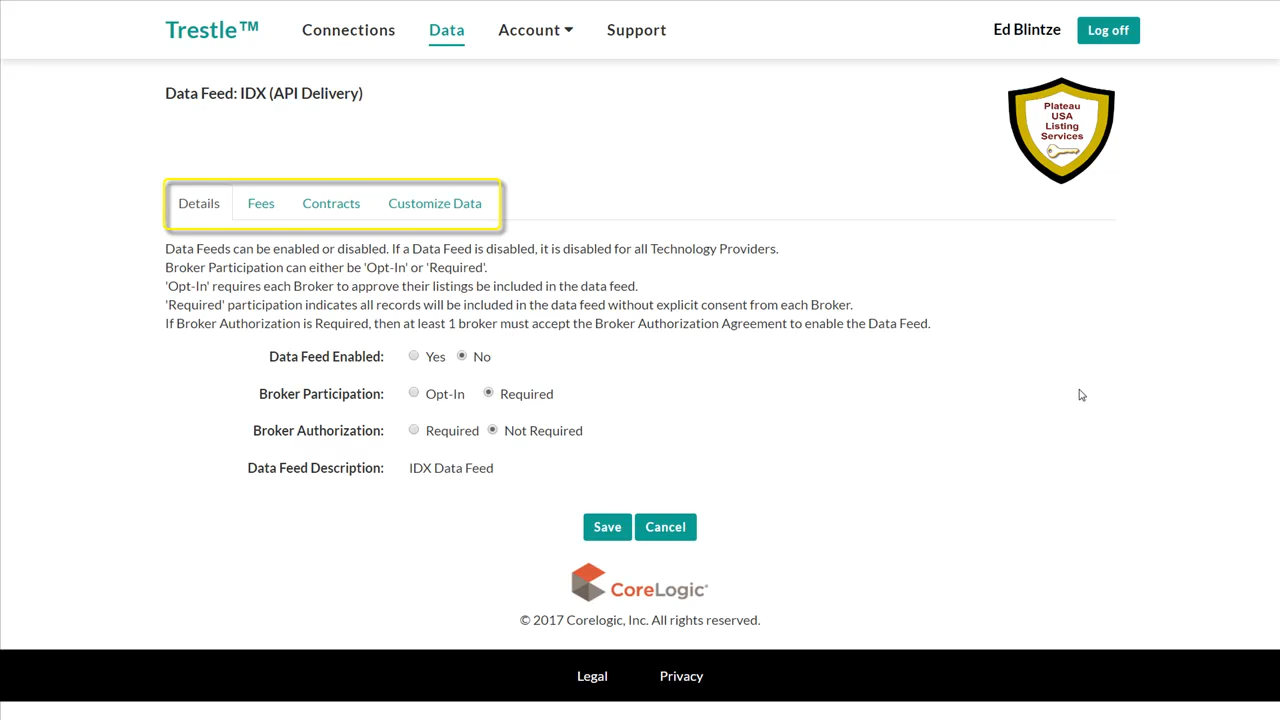 Trestle™ Connections Data Account Support Ed Blintze Log off
Data Feed: IDX (API Delivery)
Plateau
USA
Listing
Services
Details Fees Contracts Customize Data
Data Feeds can be enabled or disabled. If a Data Feed is disabled, it is disabled for all Technology Providers.
Broker Participation can either be 'Opt-In' or 'Required'.
'Opt-In' requires each Broker to approve their listings be included in the data feed.
'Required' participation indicates all records will be included in the data feed without explicit consent from each Broker.
If Broker Authorization is Required, then at least 1 broker must accept the Broker Authorization Agreement to enable the Data Feed.
Data Feed Enabled: Yes No
Broker Participation: Opt-In Required
Broker Authorization: Required Not Required
Data Feed Description: IDX Data Feed
Save Cancel
CoreLogic
© 2017 Corelogic, Inc. All rights reserved.
Legal Privacy